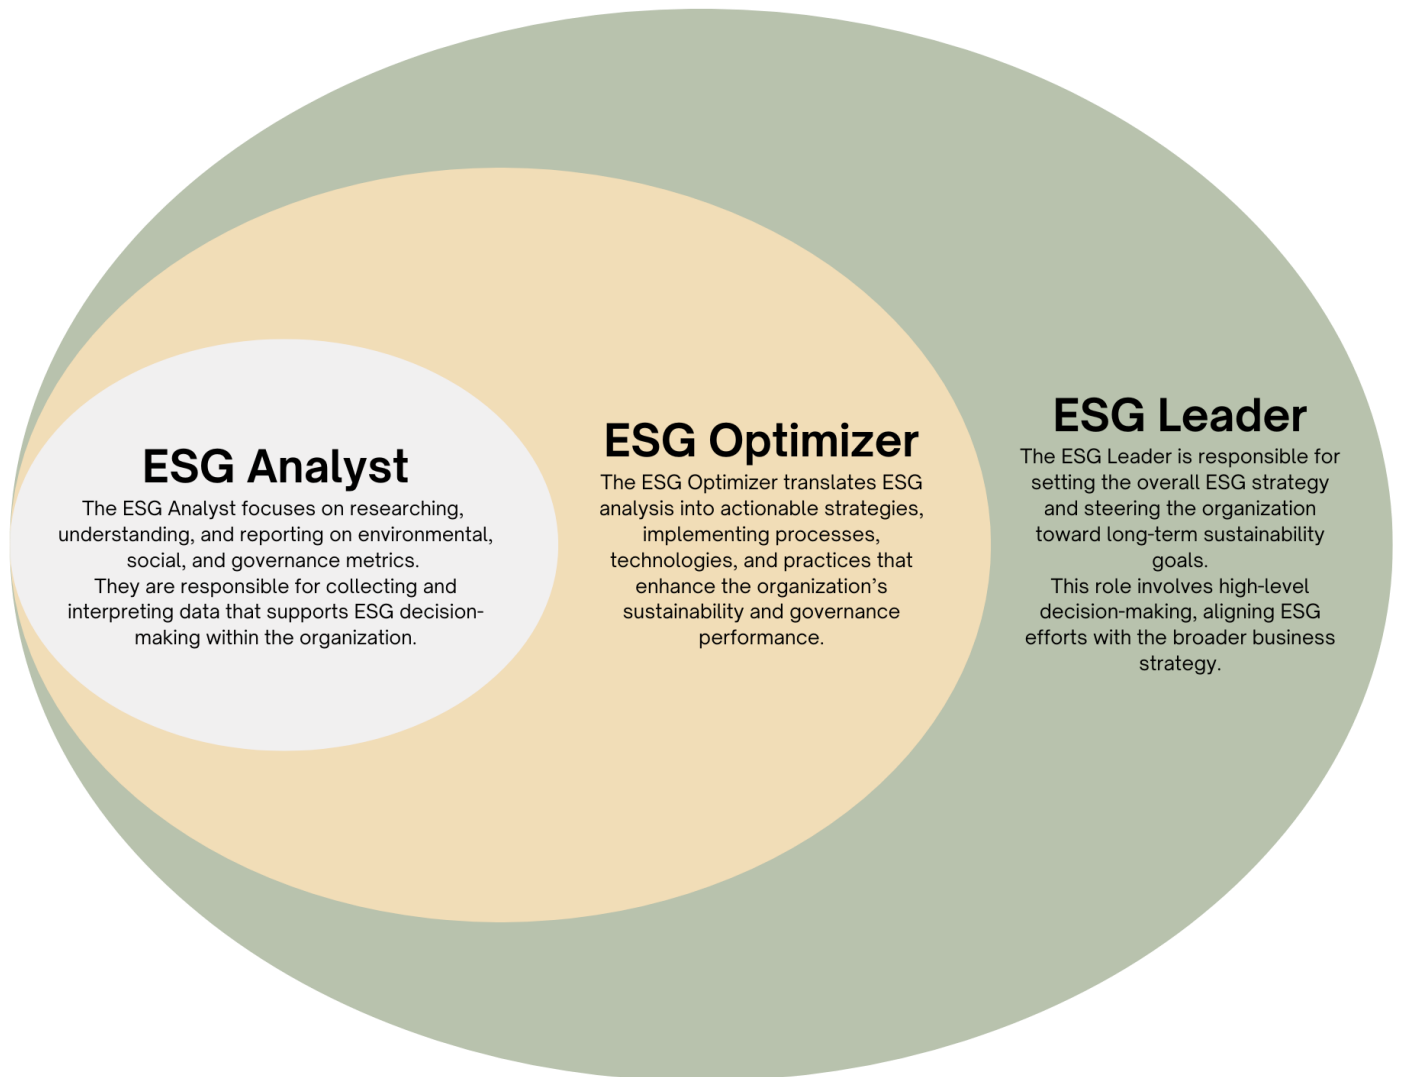 ESG Analyst
The ESG Analyst focuses on researching,
understanding, and reporting on environmental,
social, and governance metrics.
They are responsible for collecting and
interpreting data that supports ESG decision-
making within the organization.
ESG Optimizer
The ESG Optimizer translates ESG
analysis into actionable strategies,
implementing processes,
technologies, and practices that
enhance the organization’s
sustainability and governance
performance.
ESG Leader
The ESG Leader is responsible for
setting the overall ESG strategy
and steering the organization
toward long-term sustainability
goals.
This role involves high-level
decision-making, aligning ESG
efforts with the broader business
strategy.